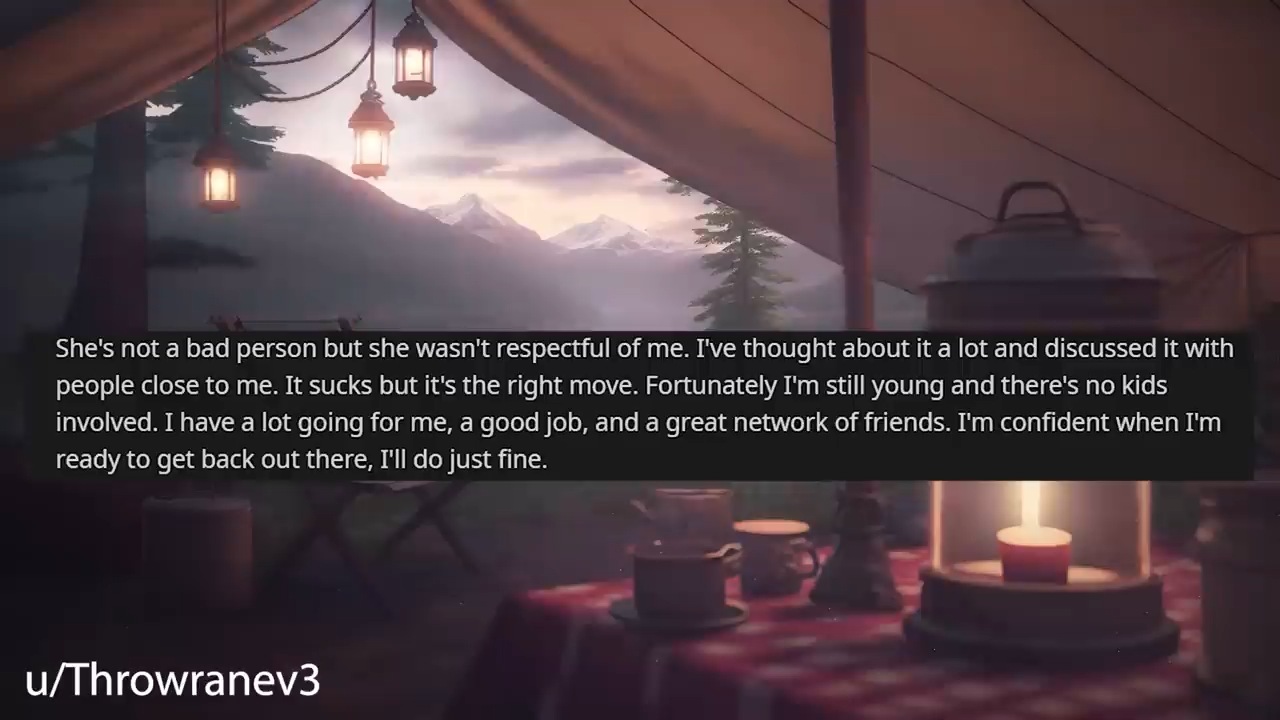 She's not a bad person but she wasn't respectful of me. I've thought about it a lot and discussed it with
people close to me. It sucks but it's the right move. Fortunately I'm still young and there's no kids
involved. I have a lot going for me, a good job, and a great network of friends. I'm confident when I'm
ready to get back out there, I'll do just fine.
u/Throwranev3